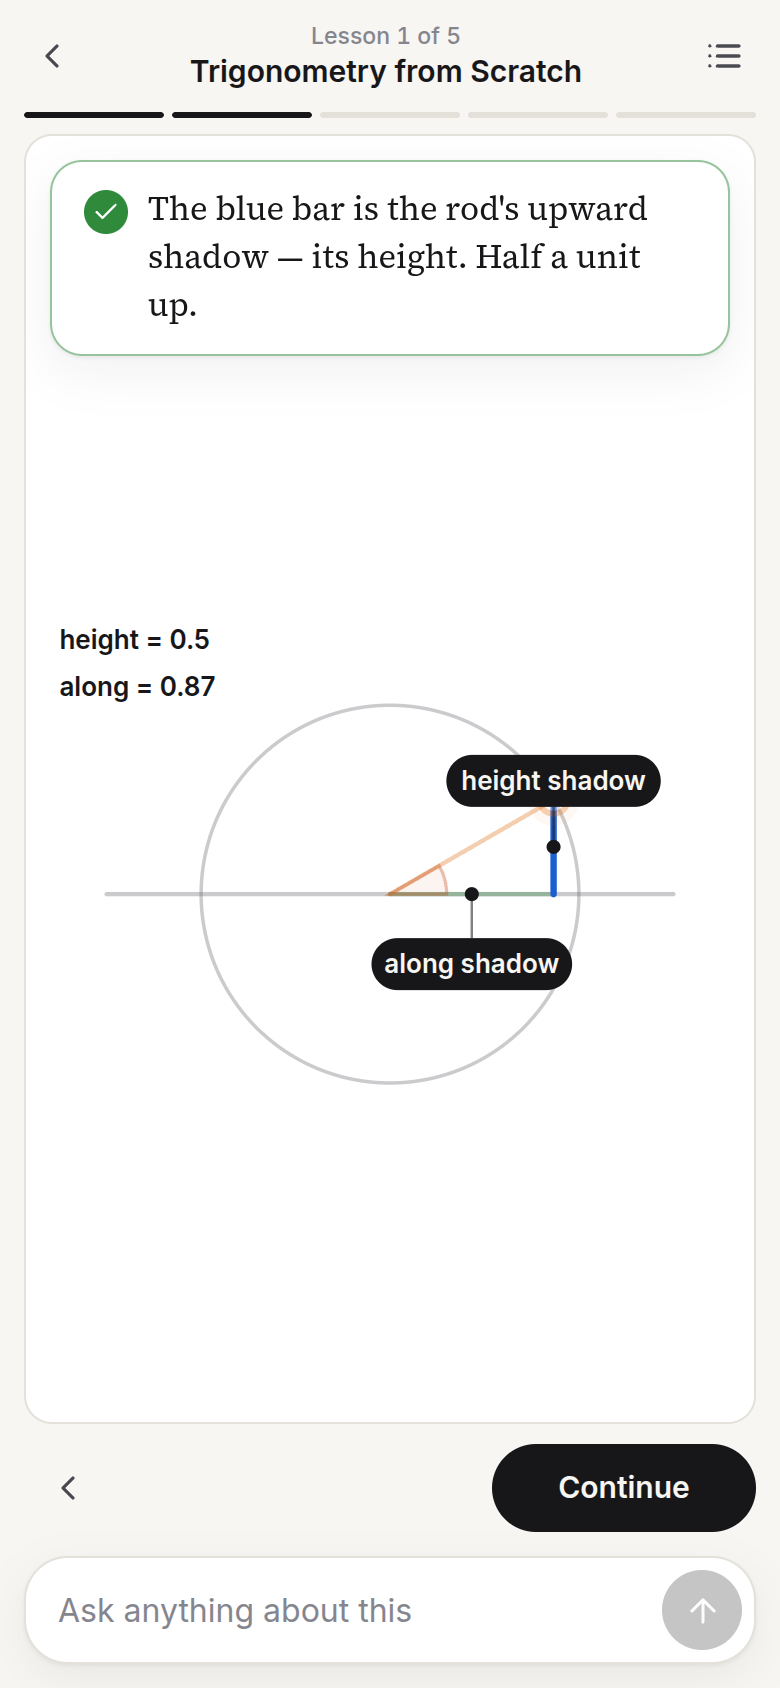 Lesson 1 of 5
Trigonometry from Scratch
The blue bar is the rod's upward
shadow — its height. Half a unit
up.
height = 0.5
along = 0.87
height shadow
along shadow
Continue
Ask anything about this